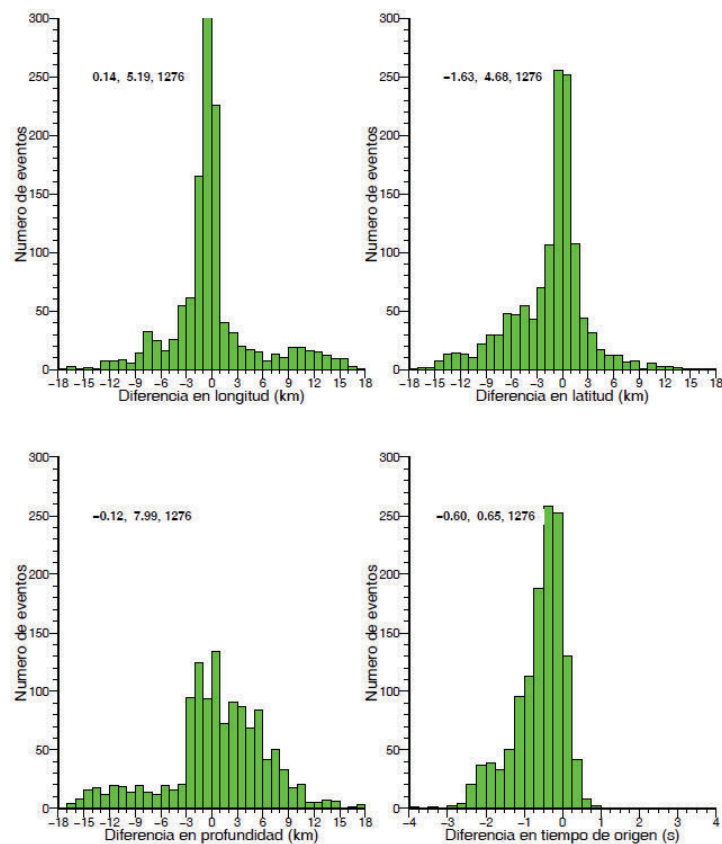 300
250
200
150
100
50
0
Numero de eventos
0.14, 5.19, 1276
−18 −15 −12 −9 −6 −3 0 3 6 9 12 15 18
Diferencia en longitud (km)
300
250
200
150
100
50
0
Numero de eventos
−1.63, 4.68, 1276
−18 −15 −12 −9 −6 −3 0 3 6 9 12 15 18
Diferencia en latitud (km)
300
250
200
150
100
50
0
Numero de eventos
−0.12, 7.99, 1276
−18 −15 −12 −9 −6 −3 0 3 6 9 12 15 18
Diferencia en profundidad (km)
300
250
200
150
100
50
0
Numero de eventos
−0.60, 0.65, 1276
−4 −3 −2 −1 0 1 2 3 4
Diferencia en tiempo de origen (s)